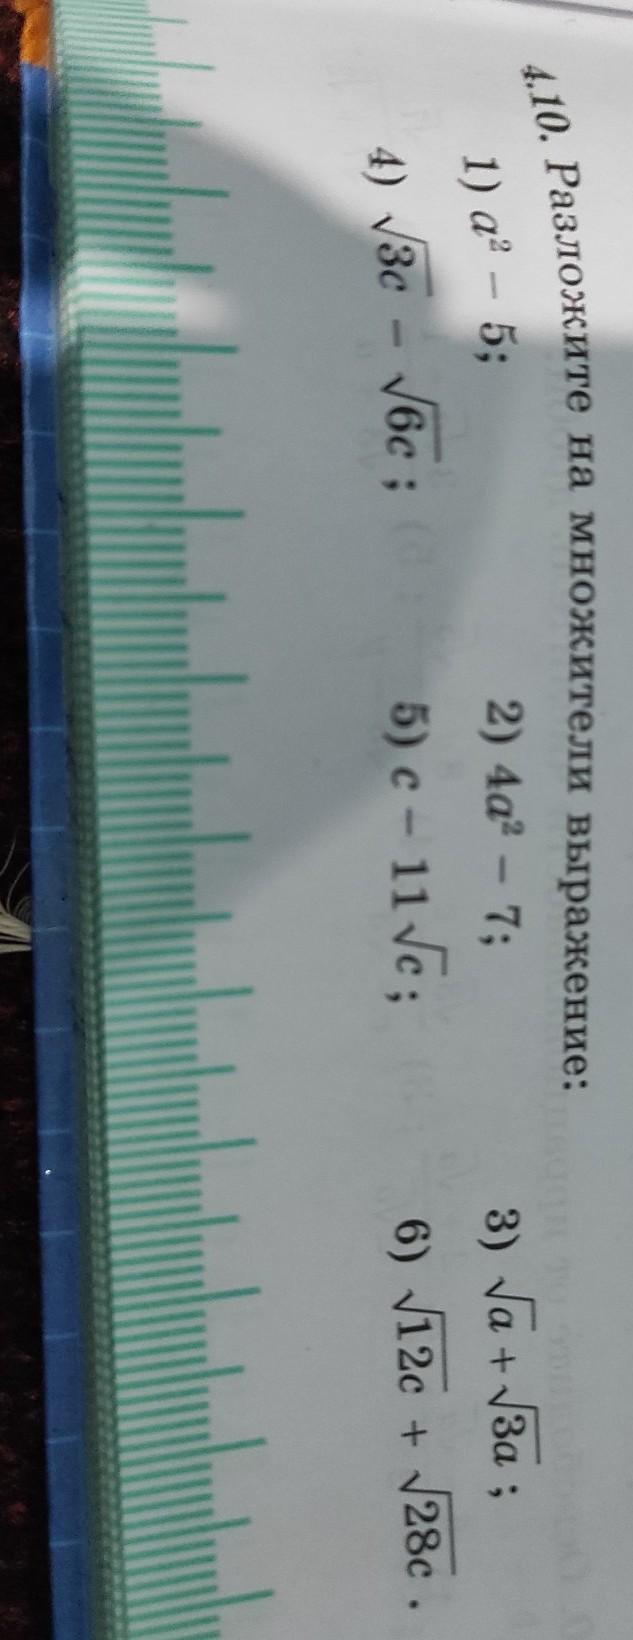 4.10. Разложите на множители выражение:
1) a² − 5; 2) 4a² − 7; 3) √a + √3a ;
4) √3c − √6c ; 5) c − 11√c ; 6) √12c + √28c .